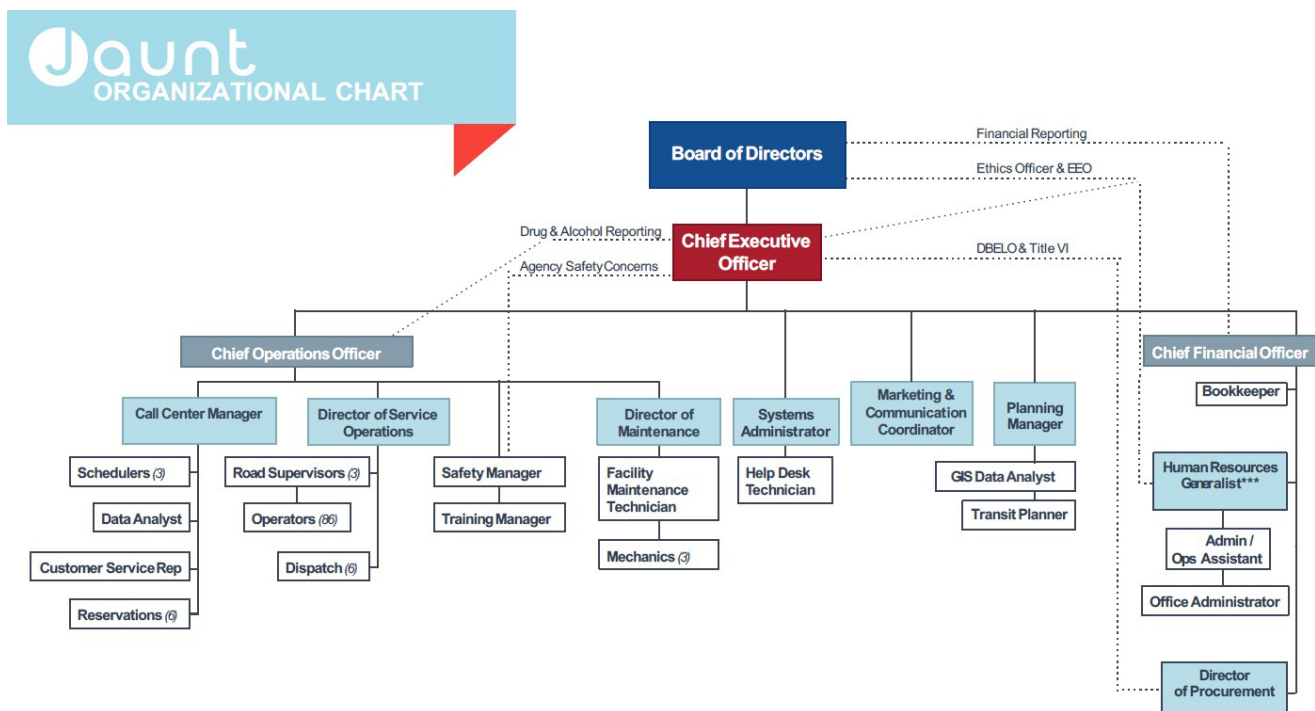 Jaunt
ORGANIZATIONAL CHART
Board of Directors
Financial Reporting
Ethics Officer & EEO
Drug & Alcohol Reporting
Chief Executive
Officer
DBELO & Title VI
Agency Safety Concerns
Chief Operations Officer
Chief Financial Officer
Call Center Manager
Director of Service
Operations
Director of
Maintenance
Systems
Administrator
Marketing &
Communication
Coordinator
Planning
Manager
Bookkeeper
Schedulers (3)
Data Analyst
Customer Service Rep
Reservations (6)
Road Supervisors (3)
Operators (86)
Dispatch (6)
Safety Manager
Training Manager
Facility
Maintenance
Technician
Mechanics (3)
Help Desk
Technician
GIS Data Analyst
Transit Planner
Human Resources
Generalist***
Admin /
Ops Assistant
Office Administrator
Director
of Procurement